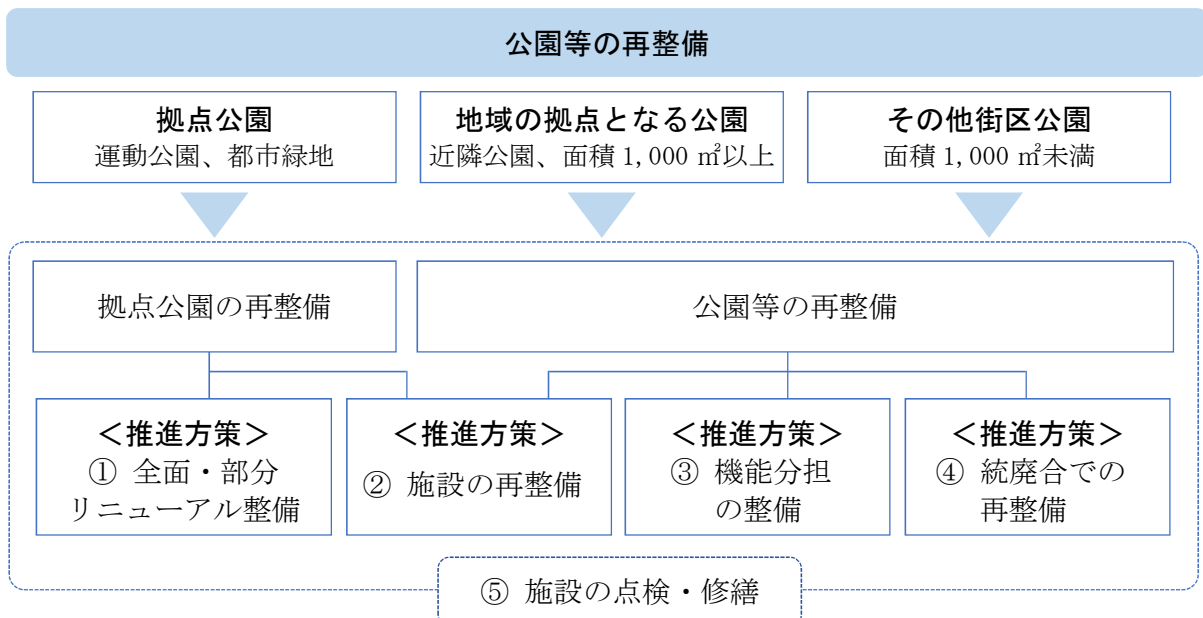 公園等の再整備
拠点公園
運動公園、都市緑地
地域の拠点となる公園
近隣公園、面積 1,000 ㎡以上
その他街区公園
面積 1,000 ㎡未満
拠点公園の再整備
公園等の再整備
＜推進方策＞
① 全面・部分
リニューアル整備
＜推進方策＞
② 施設の再整備
＜推進方策＞
③ 機能分担
の整備
＜推進方策＞
④ 統廃合での
再整備
⑤ 施設の点検・修繕